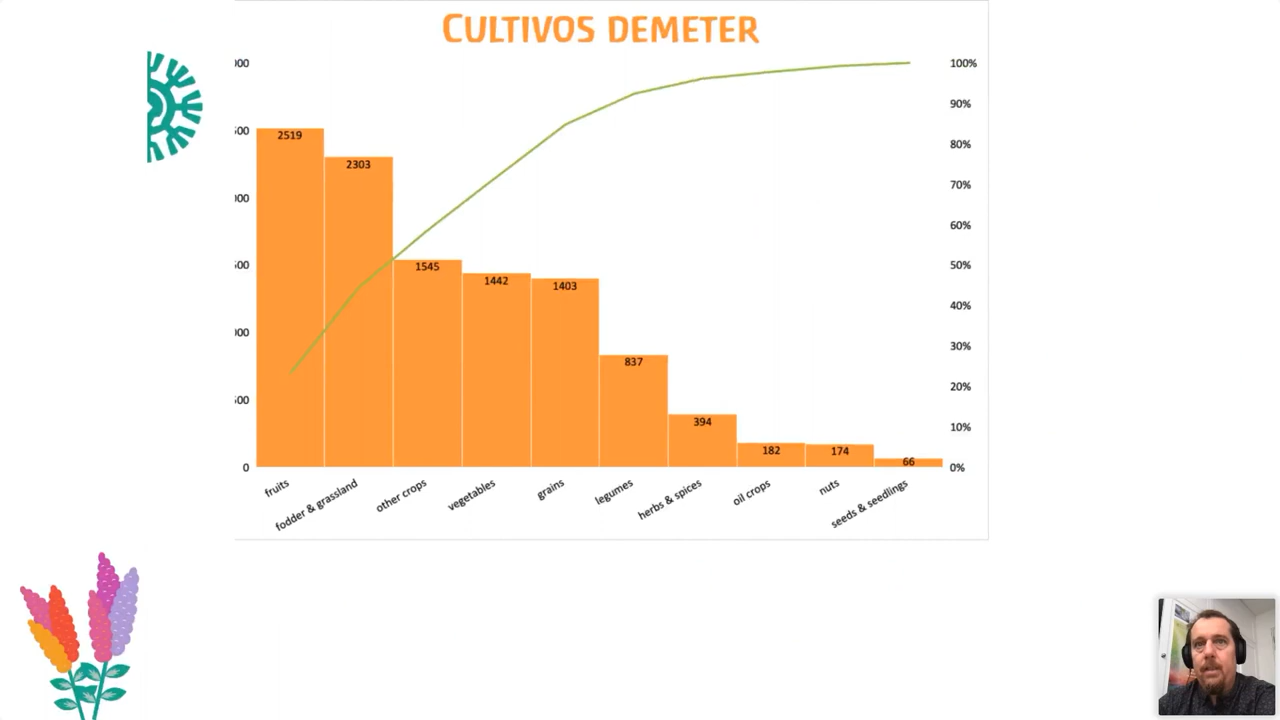 CULTIVOS DEMETER
100%
90%
80%
70%
60%
50%
40%
30%
20%
10%
0%
0
2519
2303
1545
1442
1403
837
394
182
174
66
fruits
fodder & grassland
other crops
vegetables
grains
legumes
herbs & spices
oil crops
nuts
seeds & seedlings